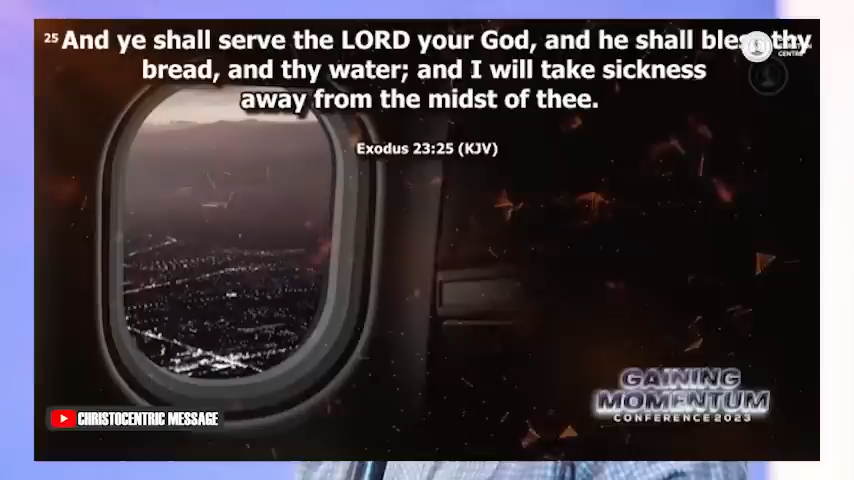 25 And ye shall serve the LORD your God, and he shall bless thy
bread, and thy water; and I will take sickness
away from the midst of thee.
Exodus 23:25 (KJV)
CENTRE
GAINING
MOMENTUM
CONFERENCE 2023
CHRISTOCENTRIC MESSAGE